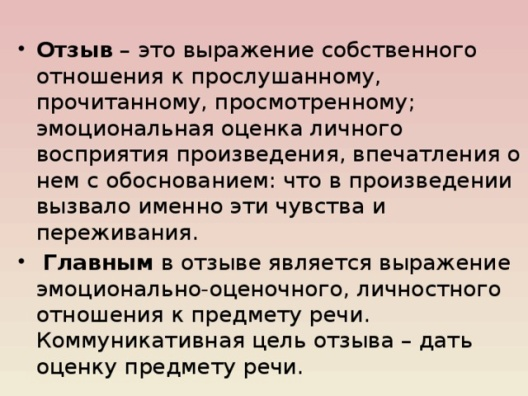 • Отзыв – это выражение собственного
отношения к прослушанному,
прочитанному, просмотренному;
эмоциональная оценка личного
восприятия произведения, впечатления о
нем с обоснованием: что в произведении
вызвало именно эти чувства и
переживания.
• Главным в отзыве является выражение
эмоционально-оценочного, личностного
отношения к предмету речи.
Коммуникативная цель отзыва – дать
оценку предмету речи.